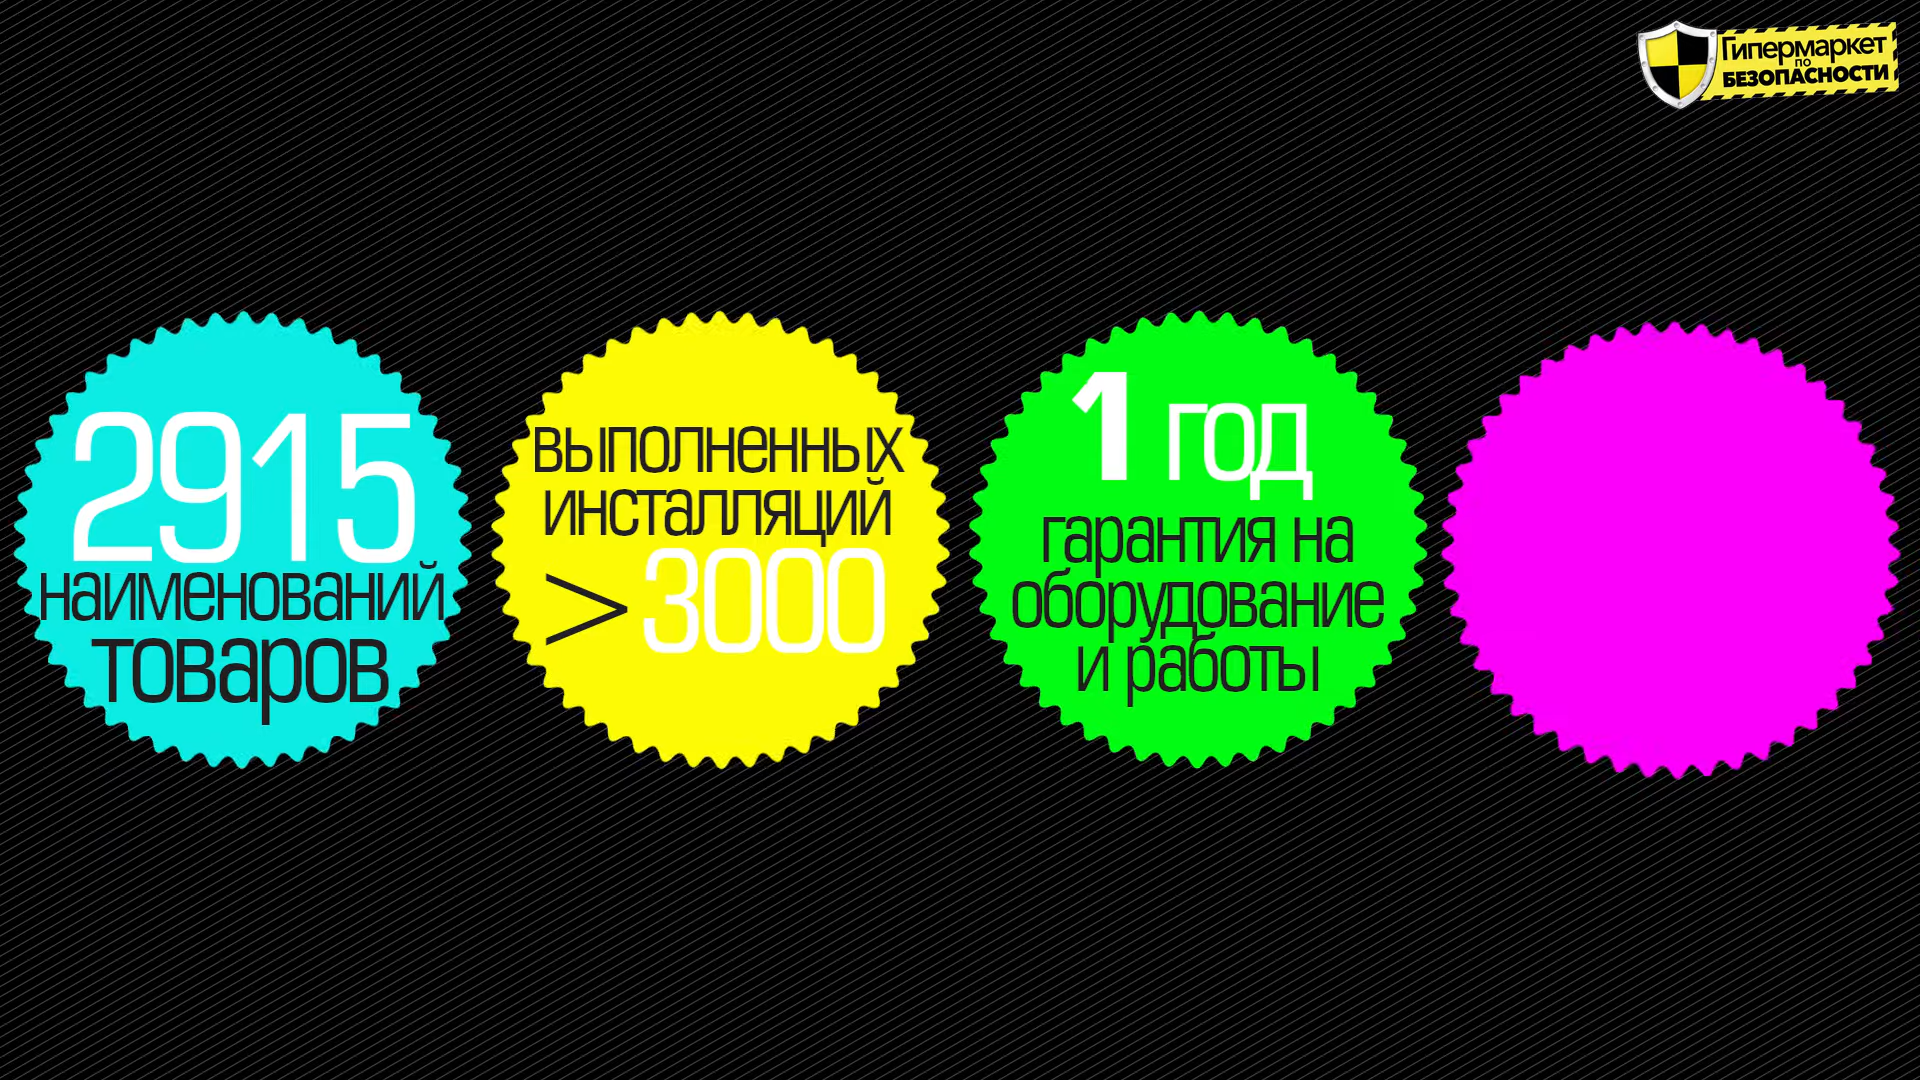 Гипермаркет
по
БЕЗОПАСНОСТИ
2915
наименований
товаров
выполненных
инсталляций
> 3000
1 год
гарантия на
оборудование
и работы